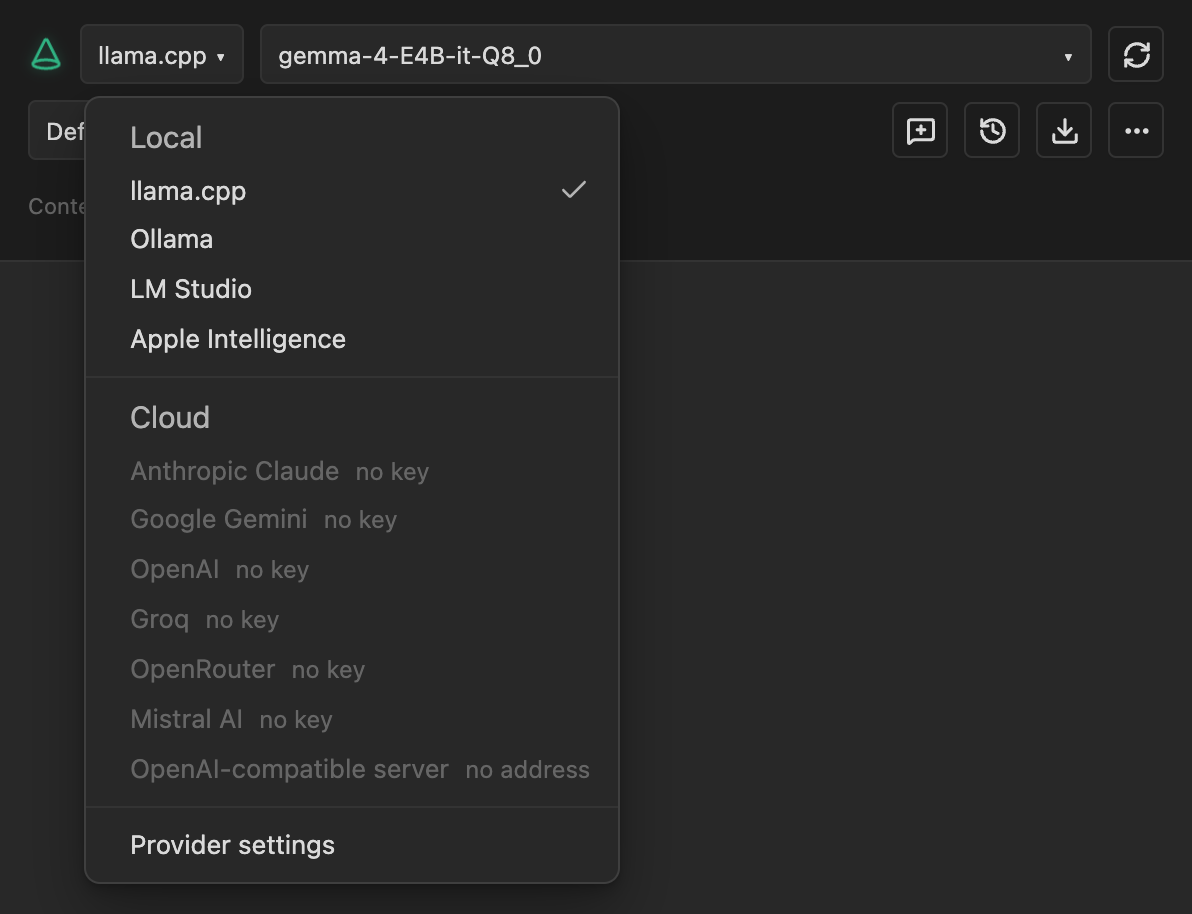 llama.cpp ▾
gemma-4-E4B-it-Q8_0 ▾
Def
Conte
Local
llama.cpp ✓
Ollama
LM Studio
Apple Intelligence
Cloud
Anthropic Claude no key
Google Gemini no key
OpenAI no key
Groq no key
OpenRouter no key
Mistral AI no key
OpenAI-compatible server no address
Provider settings